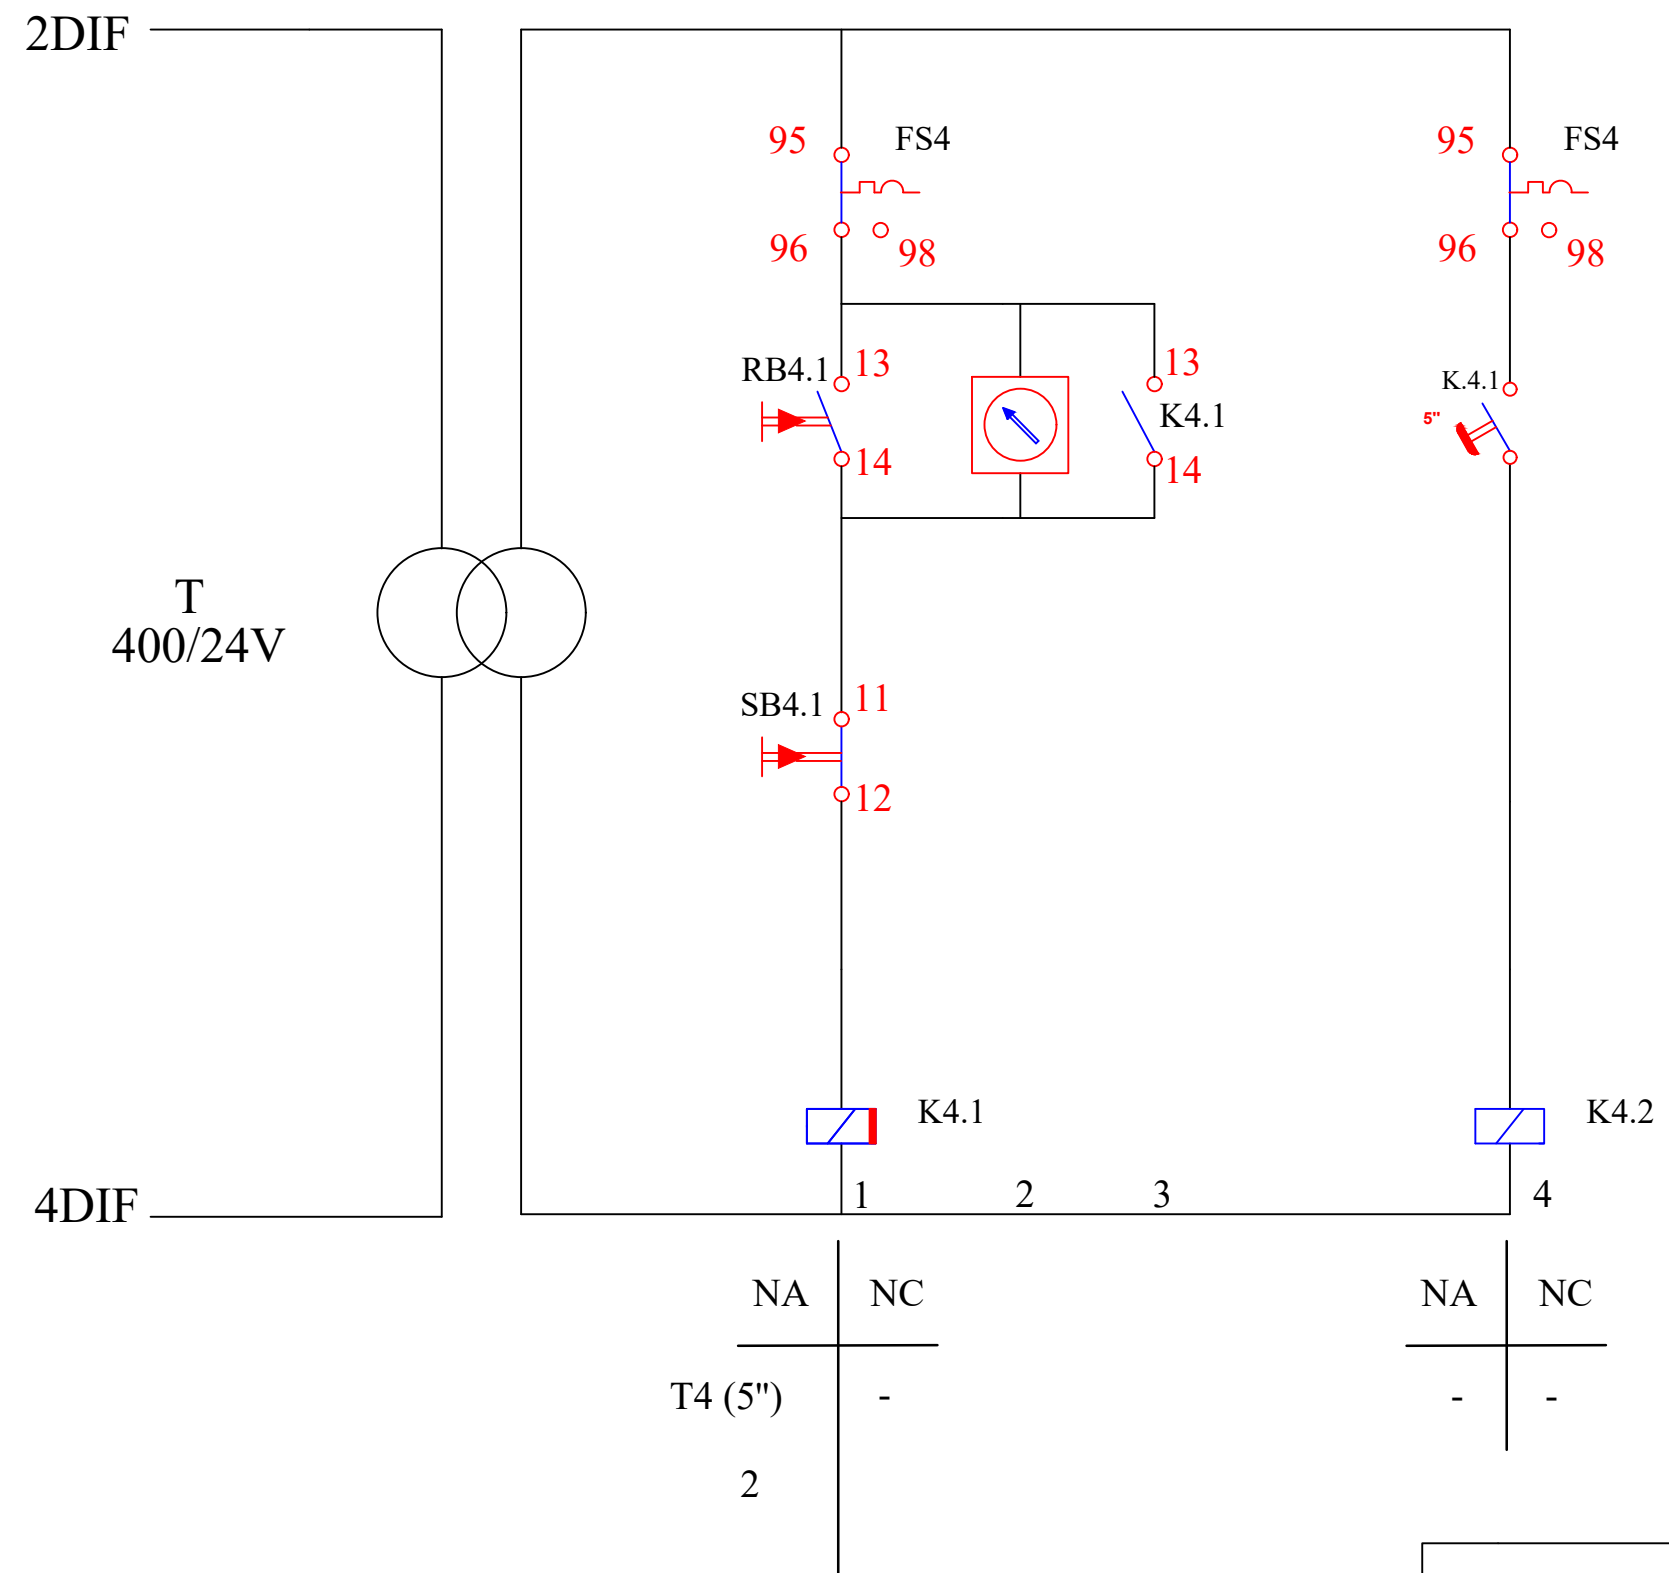 2DIF
95 FS4
95 FS4
96 98
96 98
RB4.1 13
13
K4.1
14
14
K.4.1
5"
T
400/24V
SB4.1 11
12
K4.1
K4.2
4DIF
1 2 3 4
NA NC
NA NC
T4 (5") -
- -
2